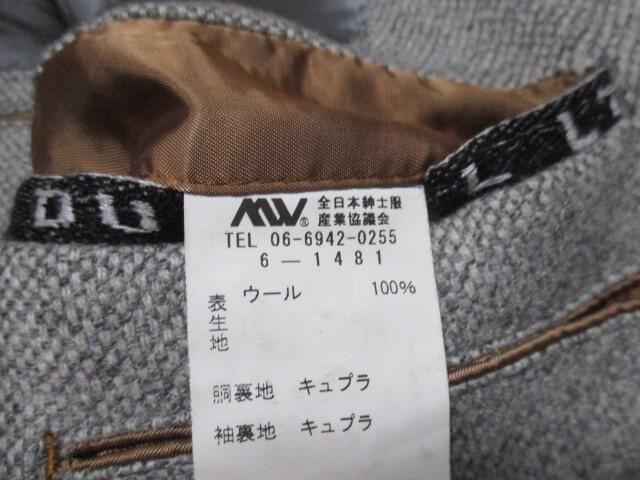 MW® 全日本紳士服
産業協議会
TEL 06-6942-0255
6-1481
表生地 ウール 100%
胴裏地 キュプラ
袖裏地 キュプラ